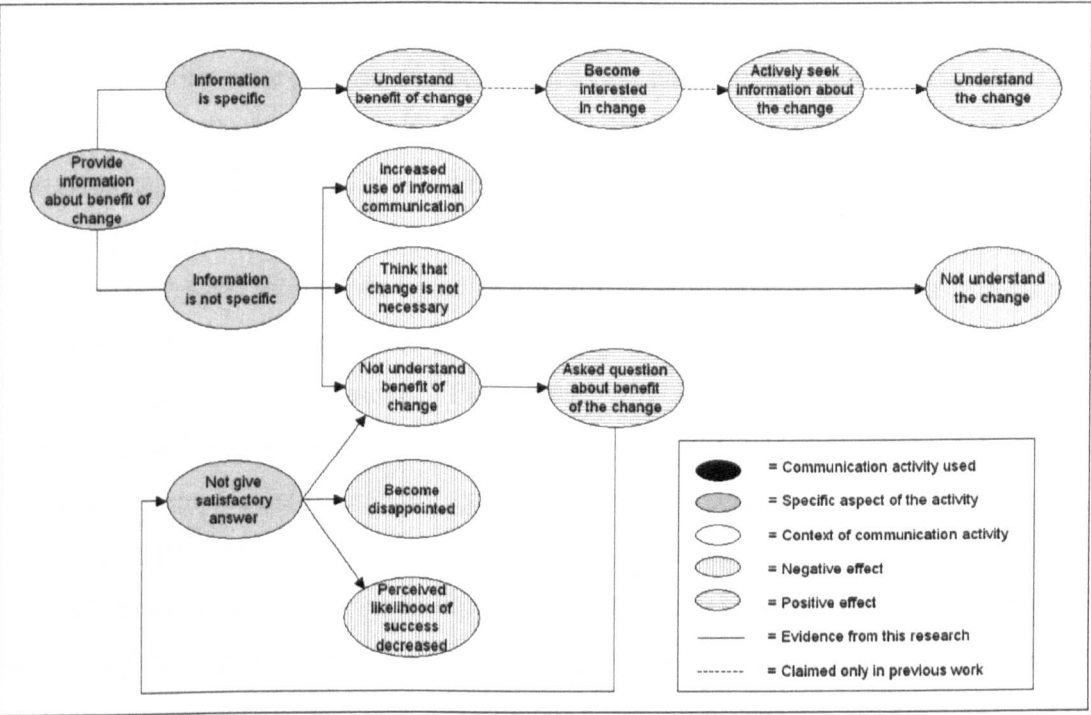 Information
is specific
Understand
benefit of change
Become
interested
in change
Actively seek
information about
the change
Understand
the change
Provide
information
about benefit of
change
Increased
use of informal
communication
Information
is not specific
Think that
change is not
necessary
Not understand
the change
Not understand
benefit of
change
Asked question
about benefit
of the change
Not give
satisfactory
answer
Become
disappointed
Perceived
likelihood of
success
decreased
= Communication activity used
= Specific aspect of the activity
= Context of communication activity
= Negative effect
= Positive effect
= Evidence from this research
= Claimed only in previous work